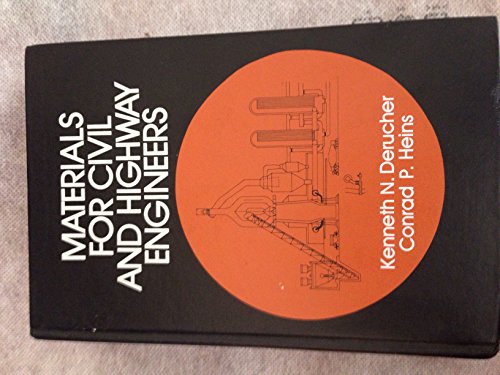 MATERIALS
FOR CIVIL
AND HIGHWAY
ENGINEERS
Kenneth N. Derucher
Conrad P. Heins